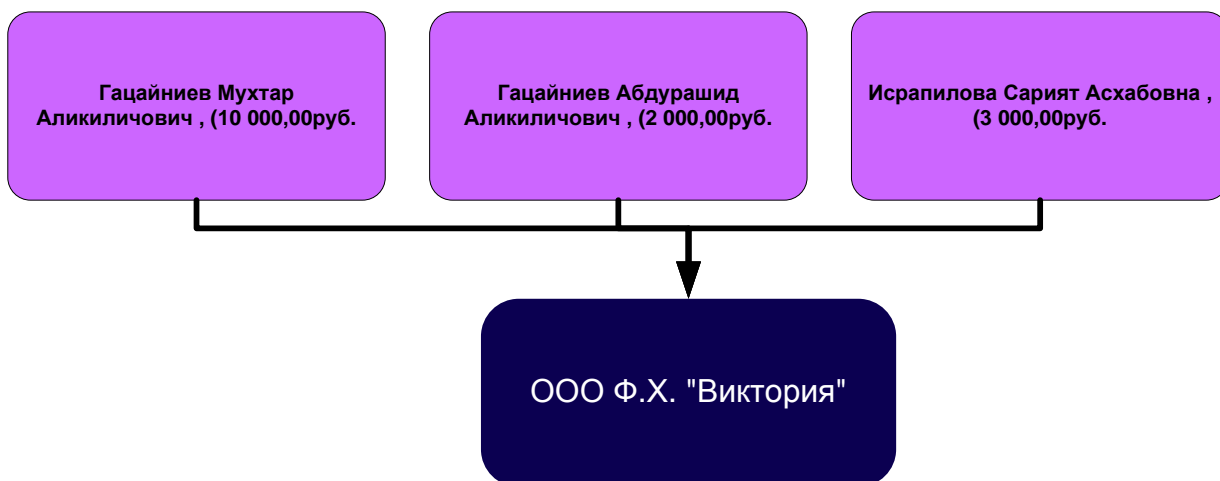 Гацайниев Мухтар
Аликиличович , (10 000,00руб.
Гацайниев Абдурашид
Аликиличович , (2 000,00руб.
Исрапилова Сарият Асхабовна ,
(3 000,00руб.
ООО Ф.Х. "Виктория"